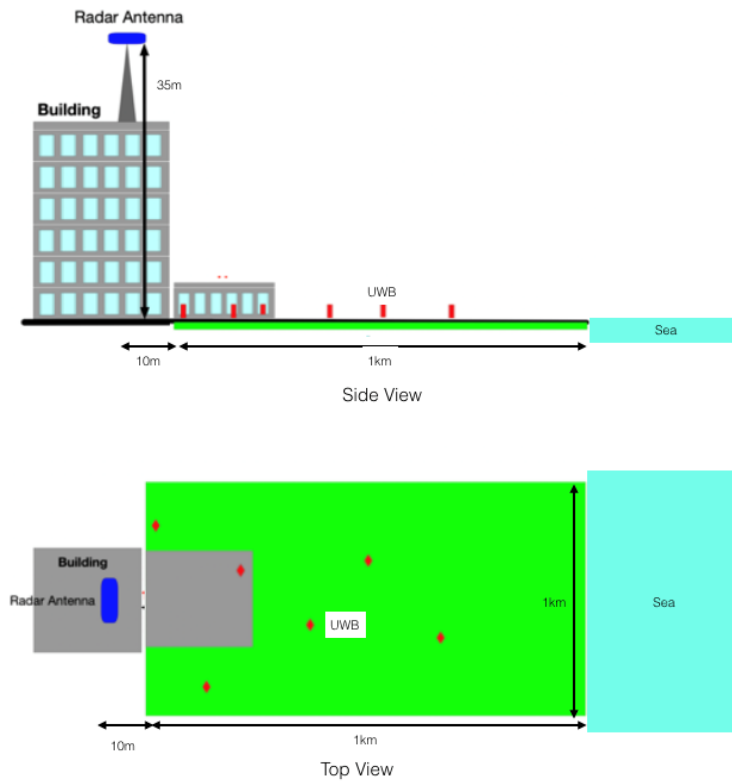 Radar Antenna
35m
Building
UWB
Sea
10m
1km
Side View
Building
Radar Antenna
1km
Sea
UWB
10m
1km
Top View